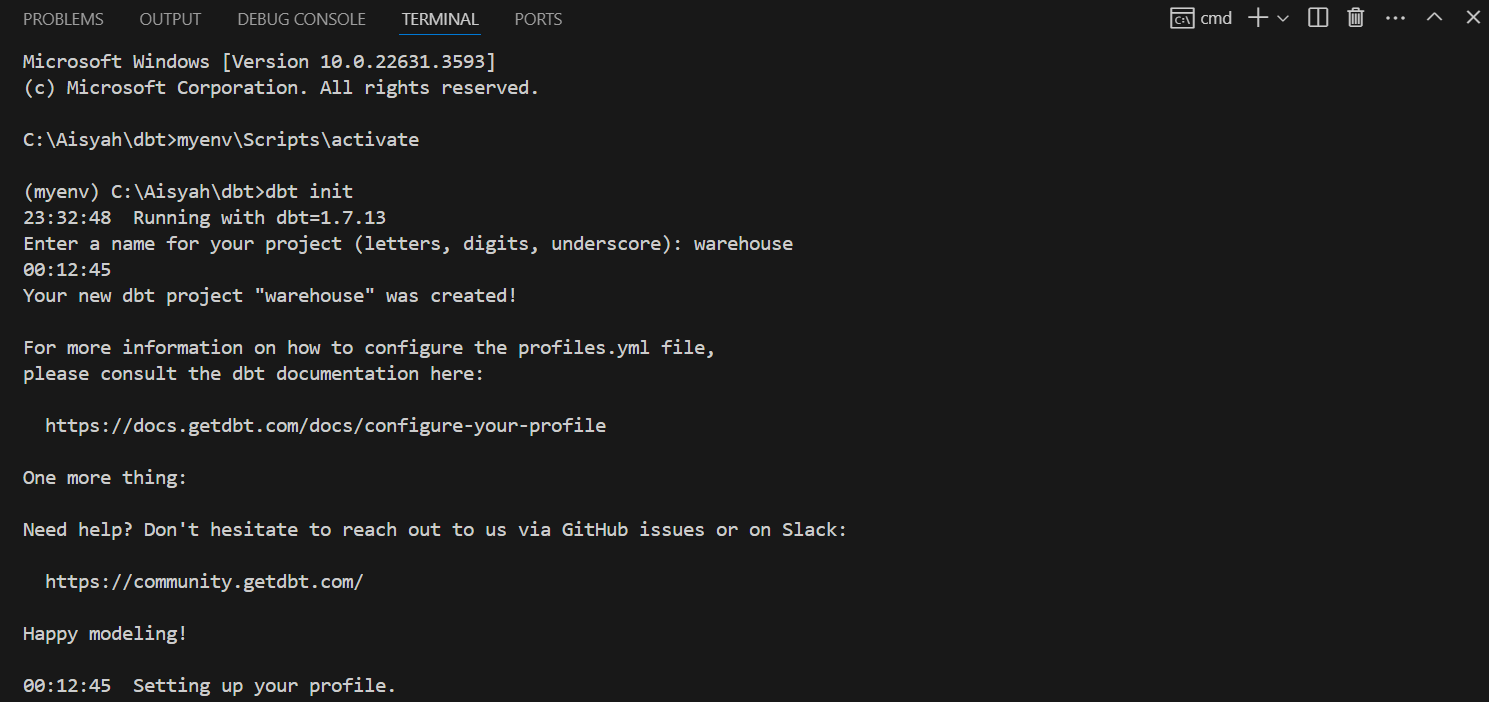 PROBLEMS OUTPUT DEBUG CONSOLE TERMINAL PORTS cmd
Microsoft Windows [Version 10.0.22631.3593]
(c) Microsoft Corporation. All rights reserved.
C:\Aisyah\dbt>myenv\Scripts\activate
(myenv) C:\Aisyah\dbt>dbt init
23:32:48  Running with dbt=1.7.13
Enter a name for your project (letters, digits, underscore): warehouse
00:12:45
Your new dbt project "warehouse" was created!
For more information on how to configure the profiles.yml file,
please consult the dbt documentation here:
https://docs.getdbt.com/docs/configure-your-profile
One more thing:
Need help? Don't hesitate to reach out to us via GitHub issues or on Slack:
https://community.getdbt.com/
Happy modeling!
00:12:45  Setting up your profile.